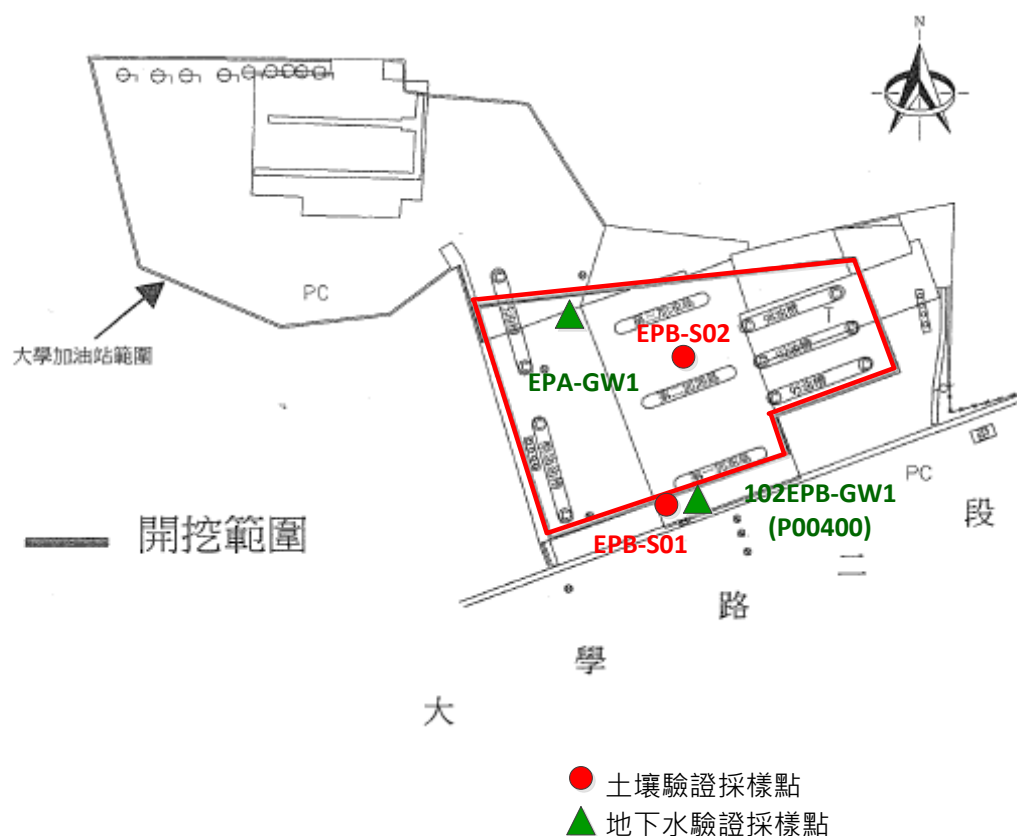 N
PC
大學加油站範圍
EPB-S02
EPA-GW1
102EPB-GW1
(P00400)
EPB-S01
PC
開挖範圍
大學路二段
土壤驗證採樣點
地下水驗證採樣點